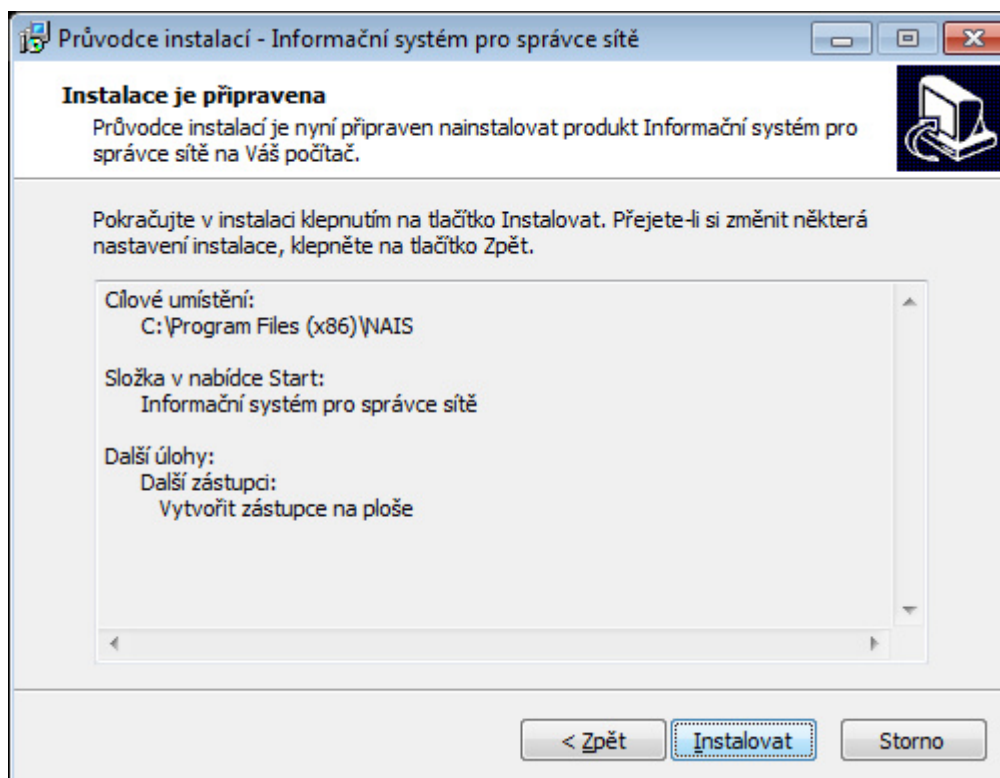 Průvodce instalací - Informační systém pro správce sítě
Instalace je připravena
Průvodce instalací je nyní připraven nainstalovat produkt Informační systém pro
správce sítě na Váš počítač.
Pokračujte v instalaci klepnutím na tlačítko Instalovat. Přejete-li si změnit některá
nastavení instalace, klepněte na tlačítko Zpět.
Cílové umístění:
C:\Program Files (x86)\NAIS
Složka v nabídce Start:
Informační systém pro správce sítě
Další úlohy:
Další zástupci:
Vytvořit zástupce na ploše
< Zpět
Instalovat
Storno